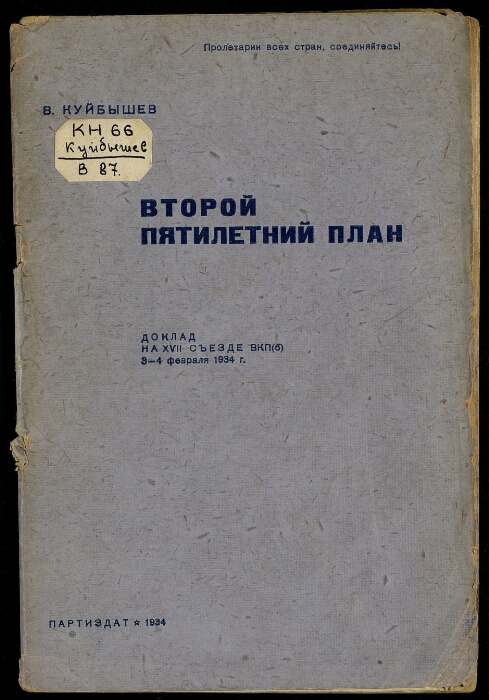 Пролетарии всех стран, соединяйтесь!
В. КУЙБЫШЕВ
КН 66
Куйбышев
В 87.
ВТОРОЙ
ПЯТИЛЕТНИЙ ПЛАН
ДОКЛАД
НА XVII СЪЕЗДЕ ВКП(б)
3—4 февраля 1934 г.
ПАРТИЗДАТ ☆ 1934